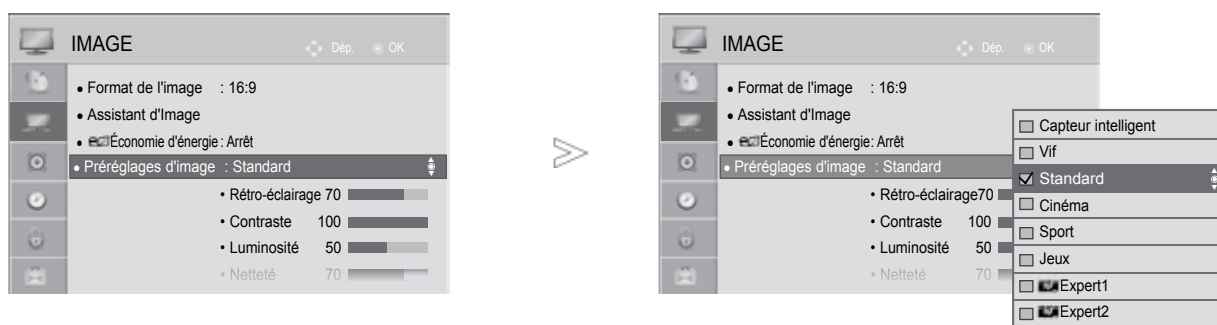 IMAGE
Dép. OK
• Format de l'image : 16:9
• Assistant d'Image
• Économie d'énergie : Arrêt
• Préréglages d'image : Standard
• Rétro-éclairage 70
• Contraste 100
• Luminosité 50
• Netteté 70
>
IMAGE
Dép. OK
• Format de l'image : 16:9
• Assistant d'Image
• Économie d'énergie: Arrêt
• Préréglages d'image : Standard
• Rétro-éclairage70
• Contraste 100
• Luminosité 50
• Netteté 70
Capteur intelligent
Vif
Standard
Cinéma
Sport
Jeux
Expert1
Expert2